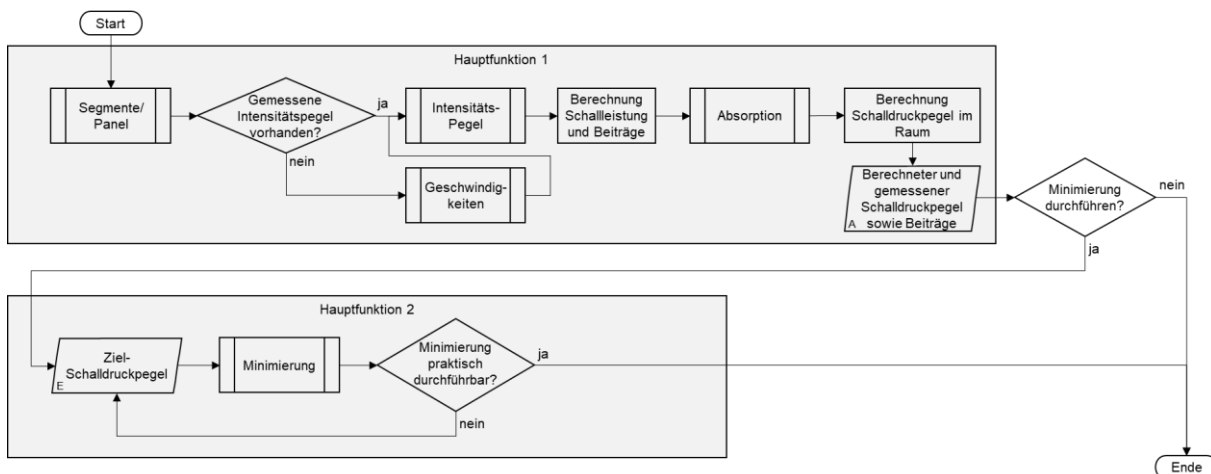 Start
Hauptfunktion 1
Segmente/
Panel
Gemessene
Intensitätspegel
vorhanden?
ja
nein
Intensitäts-
Pegel
Geschwindig-
keiten
Berechnung
Schallleistung
und Beiträge
Absorption
Berechnung
Schalldruckpegel im
Raum
Berechneter und
gemessener
Schalldruckpegel
sowie Beiträge
A
Minimierung
durchführen?
nein
ja
Hauptfunktion 2
Ziel-
Schalldruckpegel
E
Minimierung
Minimierung
praktisch
durchführbar?
ja
nein
Ende